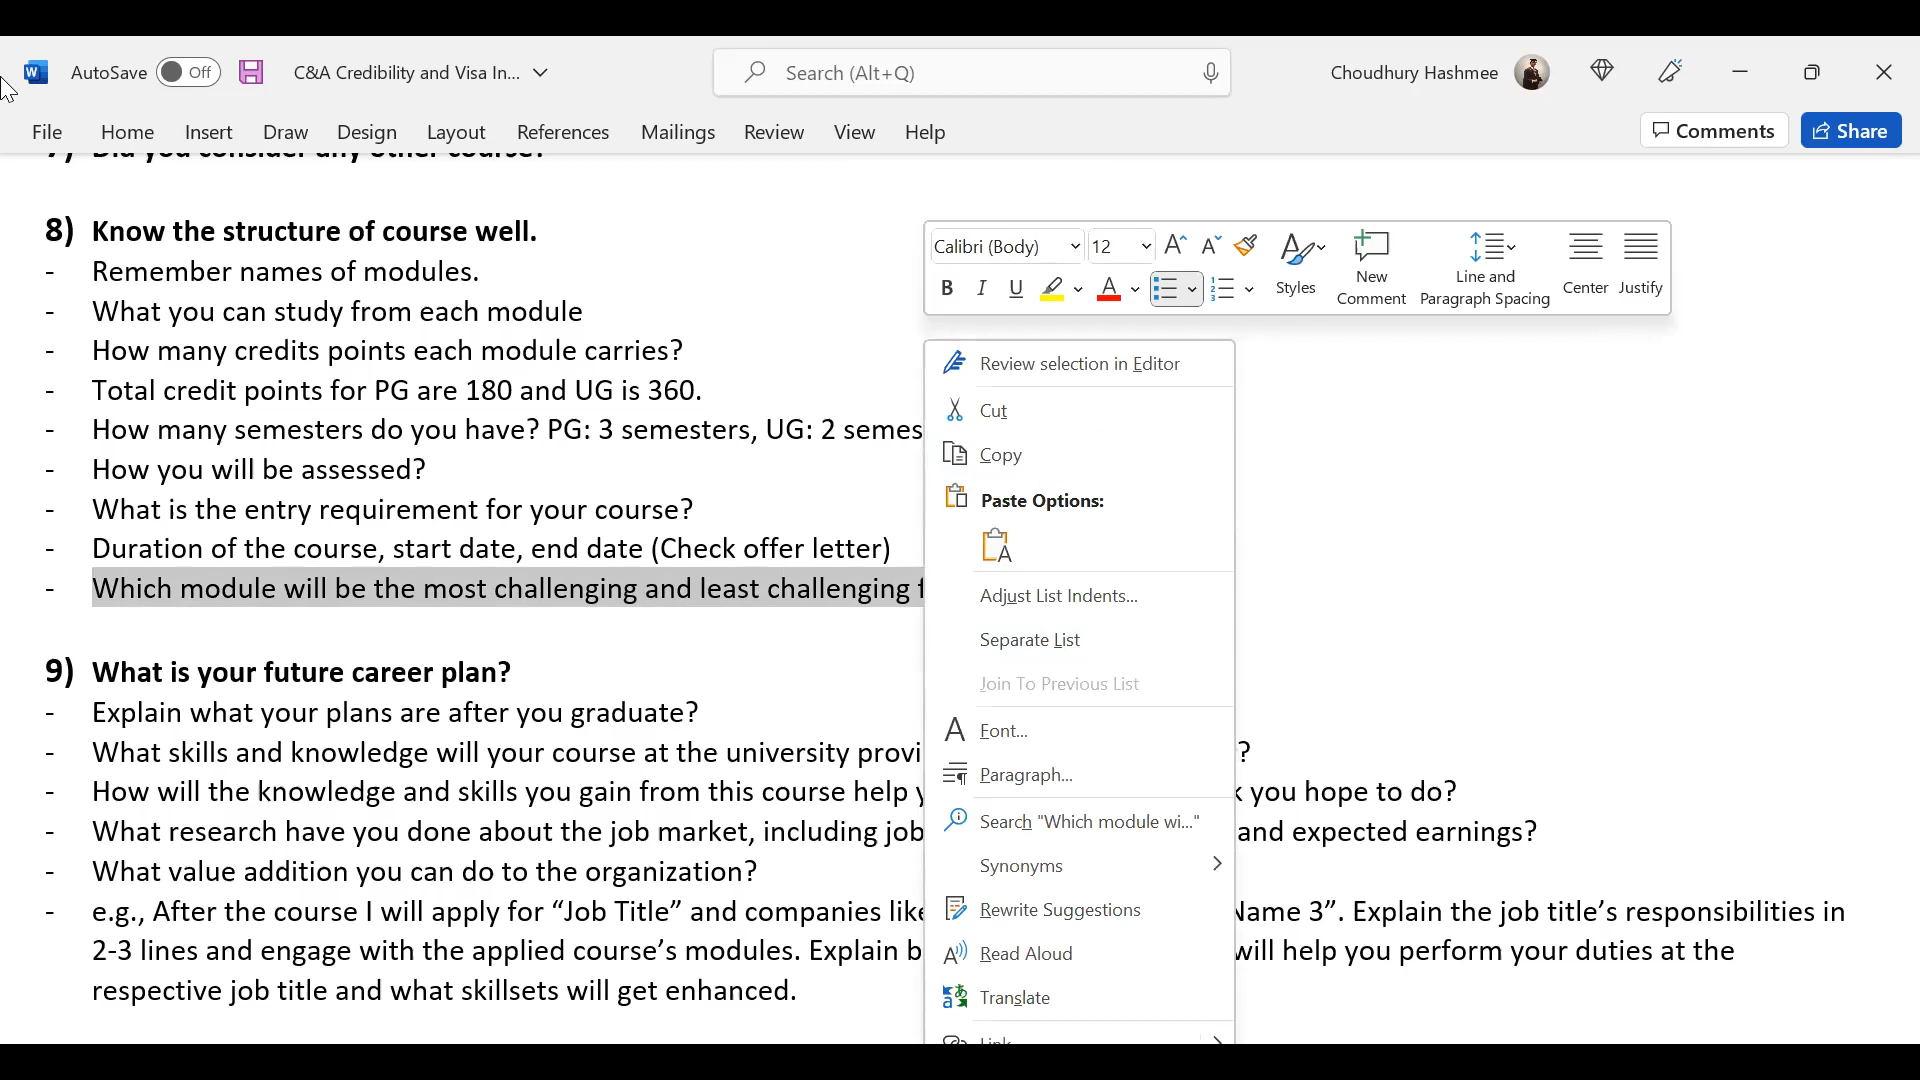 AutoSave Off C&A Credibility and Visa In... Search (Alt+Q) Choudhury Hashmee
File Home Insert Draw Design Layout References Mailings Review View Help Comments Share
7) Did you consider any other course?
8) Know the structure of course well.
- Remember names of modules.
- What you can study from each module
- How many credits points each module carries?
- Total credit points for PG are 180 and UG is 360.
- How many semesters do you have? PG: 3 semesters, UG: 2 semes
- How you will be assessed?
- What is the entry requirement for your course?
- Duration of the course, start date, end date (Check offer letter)
- Which module will be the most challenging and least challenging f
9) What is your future career plan?
- Explain what your plans are after you graduate?
- What skills and knowledge will your course at the university provi ?
- How will the knowledge and skills you gain from this course help y k you hope to do?
- What research have you done about the job market, including job and expected earnings?
- What value addition you can do to the organization?
- e.g., After the course I will apply for “Job Title” and companies like Name 3”. Explain the job title’s responsibilities in
2-3 lines and engage with the applied course’s modules. Explain b will help you perform your duties at the
respective job title and what skillsets will get enhanced.
Calibri (Body) 12
B I U
Styles
New
Comment
Line and
Paragraph Spacing
Center
Justify
Review selection in Editor
Cut
Copy
Paste Options:
Adjust List Indents...
Separate List
Join To Previous List
Font...
Paragraph...
Search "Which module wi..."
Synonyms
Rewrite Suggestions
Read Aloud
Translate
Link